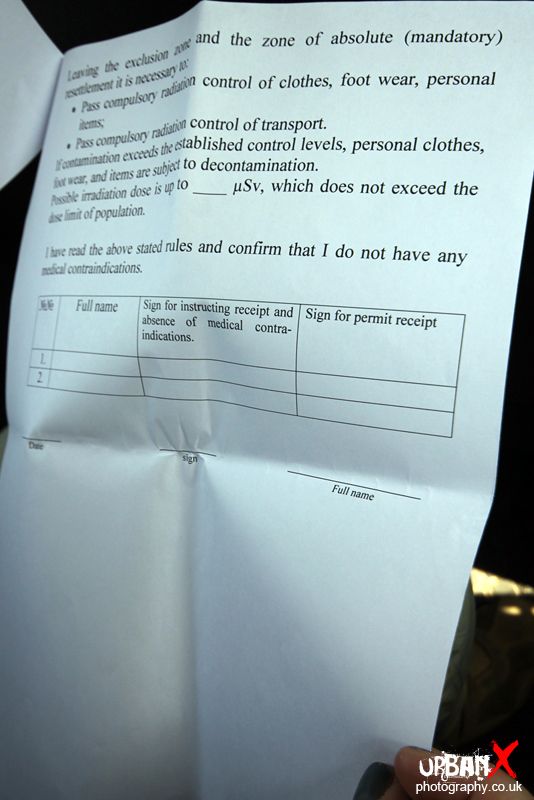 Leaving the exclusion zone and the zone of absolute (mandatory)
resettlement it is necessary to:
• Pass compulsory radiation control of clothes, foot wear, personal
items;
• Pass compulsory radiation control of transport.
If contamination exceeds the established control levels, personal clothes,
foot wear, and items are subject to decontamination.
Possible irradiation dose is up to ____ µSv, which does not exceed the
dose limit of population.
I have read the above stated rules and confirm that I do not have any
medical contraindications.
№№ Full name Sign for instructing receipt and Sign for permit receipt
absence of medical contra-
indications.
1.
2.
Date
sign
Full name
URBAN X
photography.co.uk